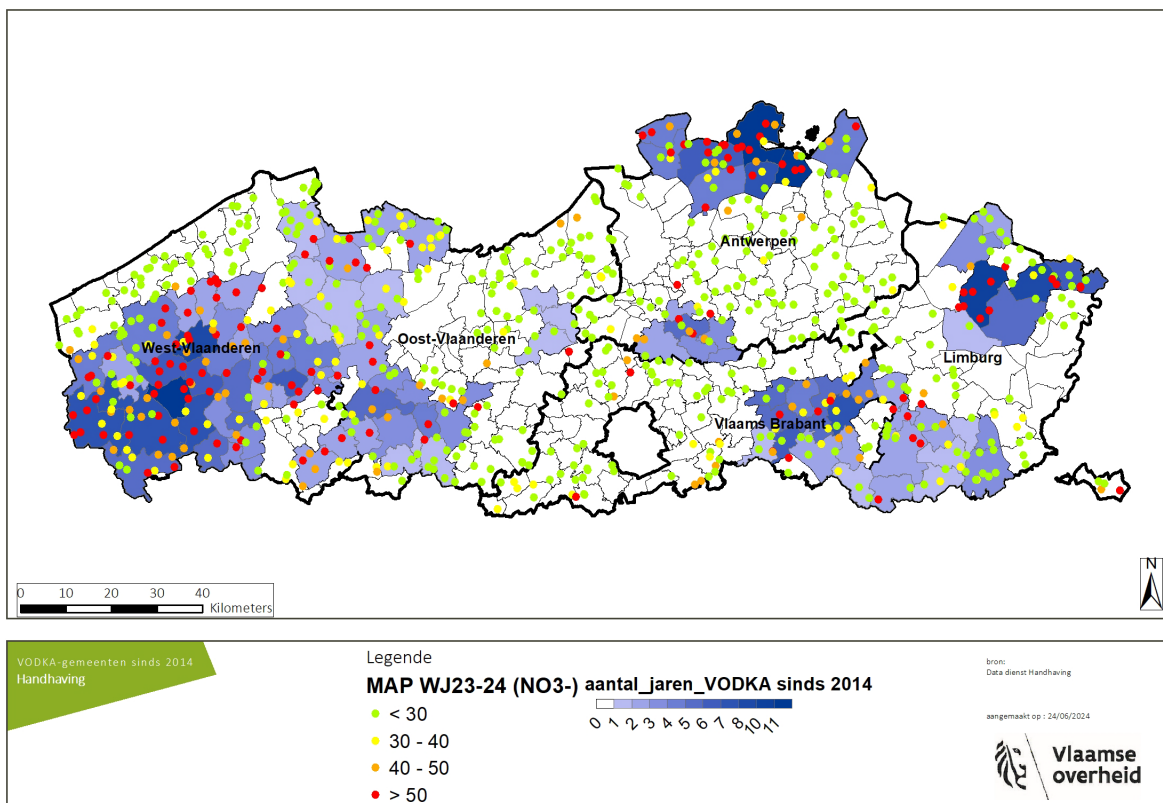 Antwerpen
West-Vlaanderen
Oost-Vlaanderen
Limburg
Vlaams Brabant
N
0 10 20 30 40
Kilometers
VODKA-gemeenten sinds 2014
Handhaving
Legende
MAP WJ23-24 (NO3-) aantal_jaren_VODKA sinds 2014
< 30
30 - 40
40 - 50
> 50
0 1 2 3 4 5 6 7 8 10 11
bron:
Data dienst Handhaving
aangemaakt op : 24/06/2024
Vlaamse
overheid